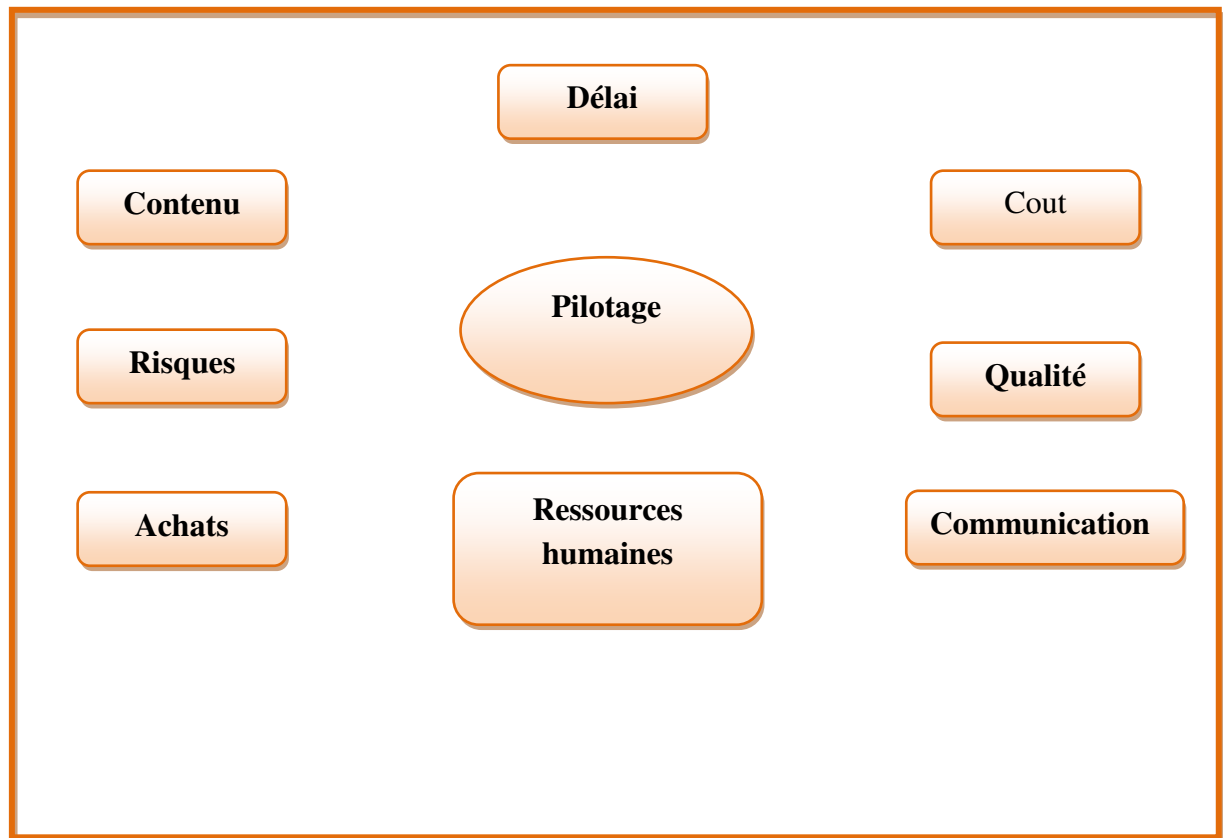 Délai
Contenu
Cout
Pilotage
Risques
Qualité
Achats
Ressources
humaines
Communication